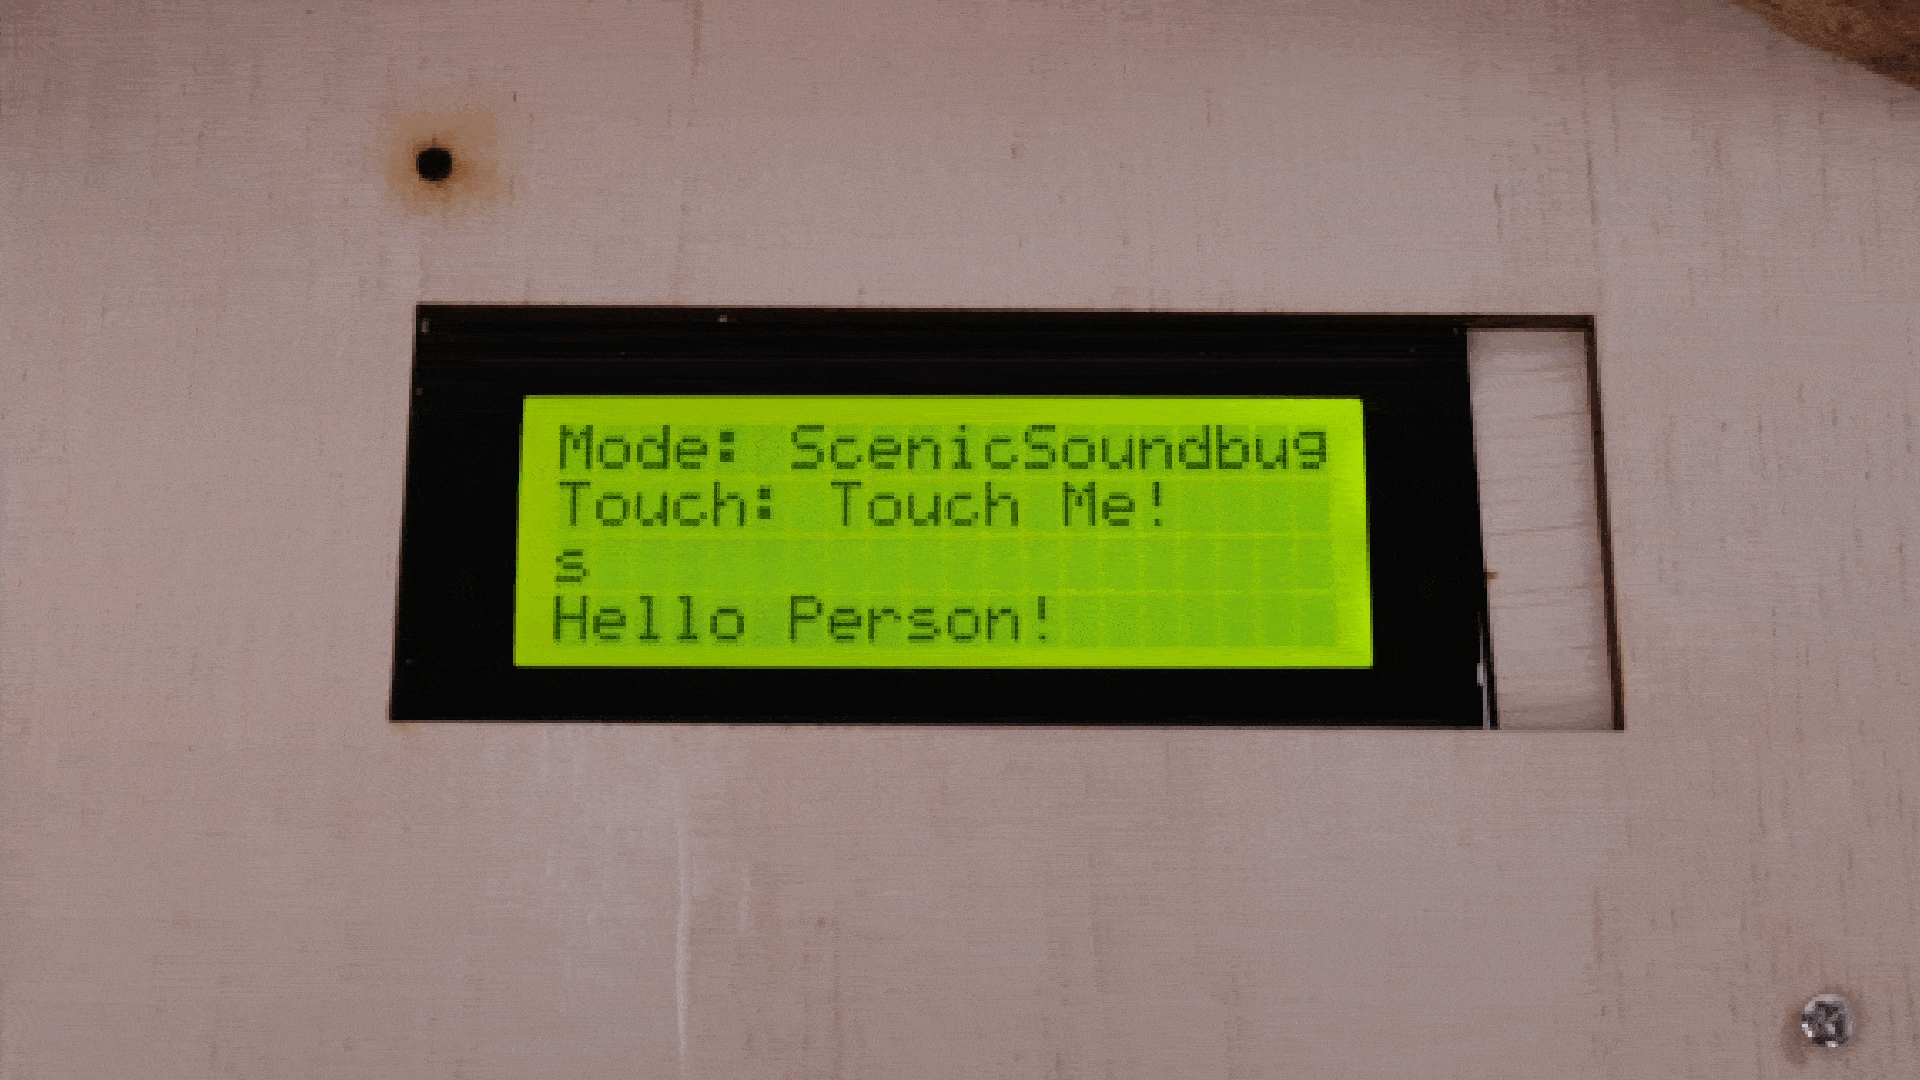 Mode: ScenicSoundbug
Touch: Touch Me!
s
Hello Person!